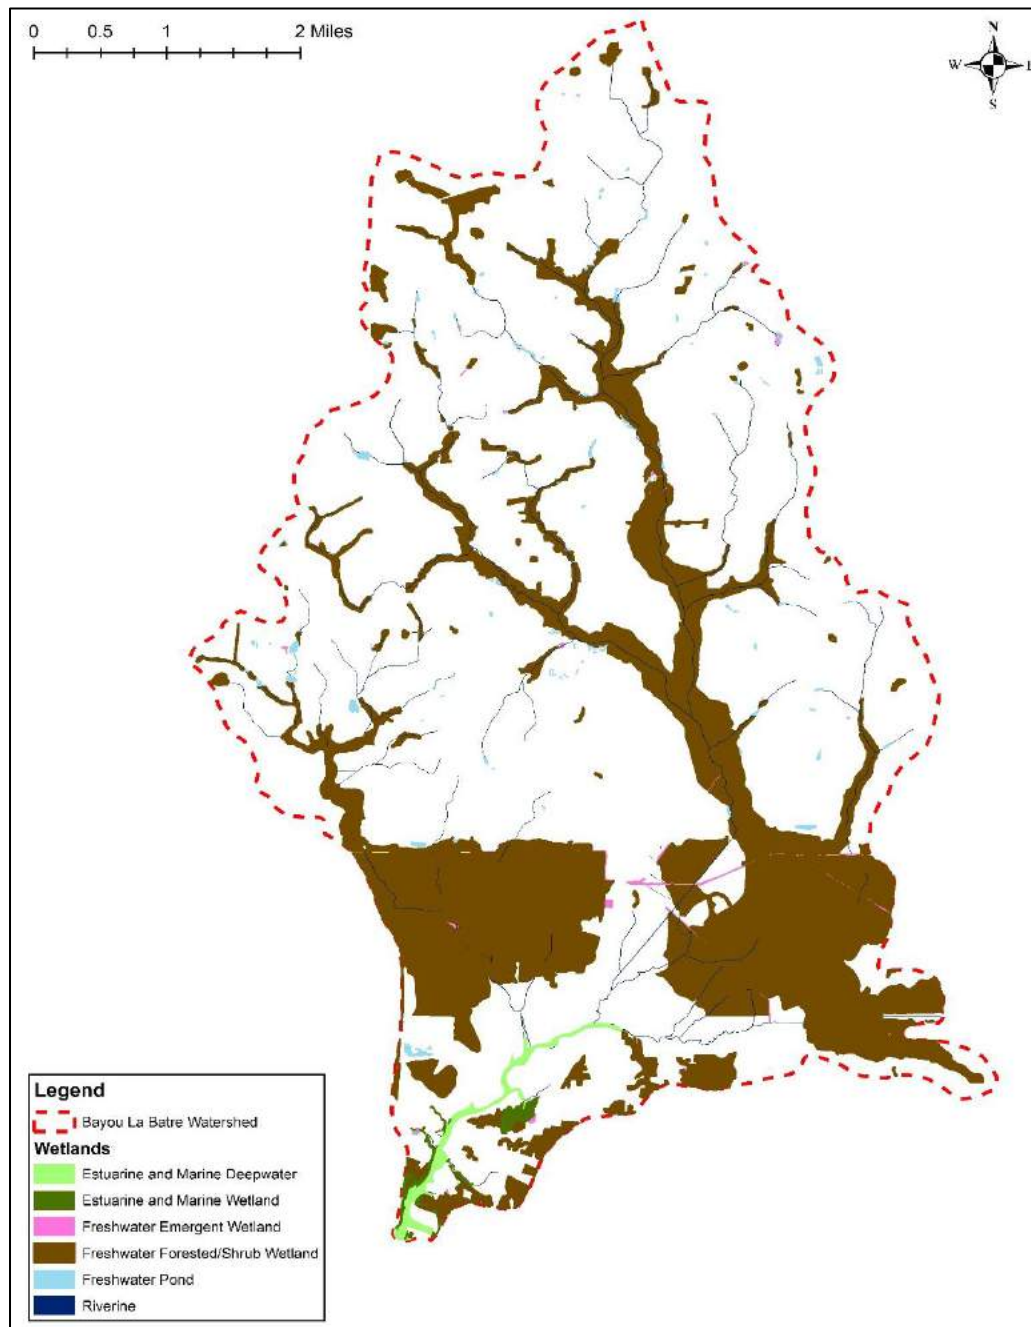 0 0.5 1 2 Miles
N
W E
S
Legend
Bayou La Batre Watershed
Wetlands
Estuarine and Marine Deepwater
Estuarine and Marine Wetland
Freshwater Emergent Wetland
Freshwater Forested/Shrub Wetland
Freshwater Pond
Riverine